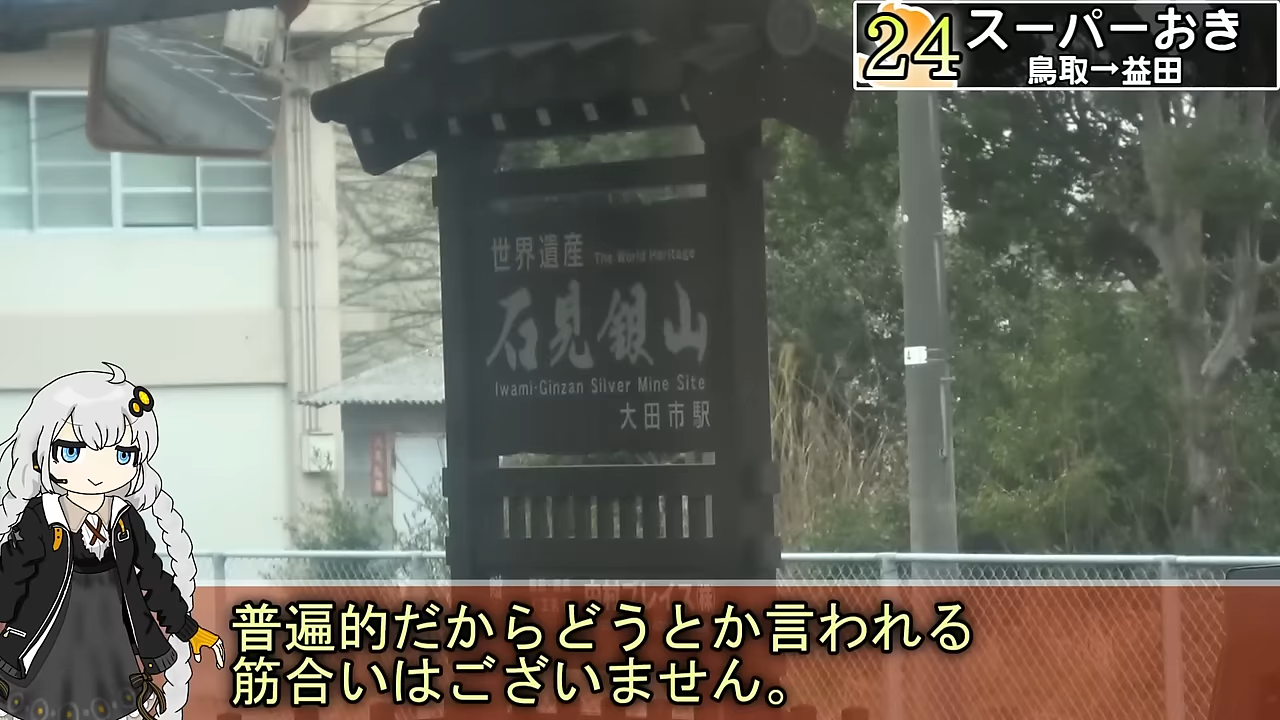 24 スーパーおき
鳥取→益田
世界遺産 The World Heritage
石見銀山
Iwami-Ginzan Silver Mine Site
大田市駅
普遍的だからどうとか言われる
筋合いはございません。